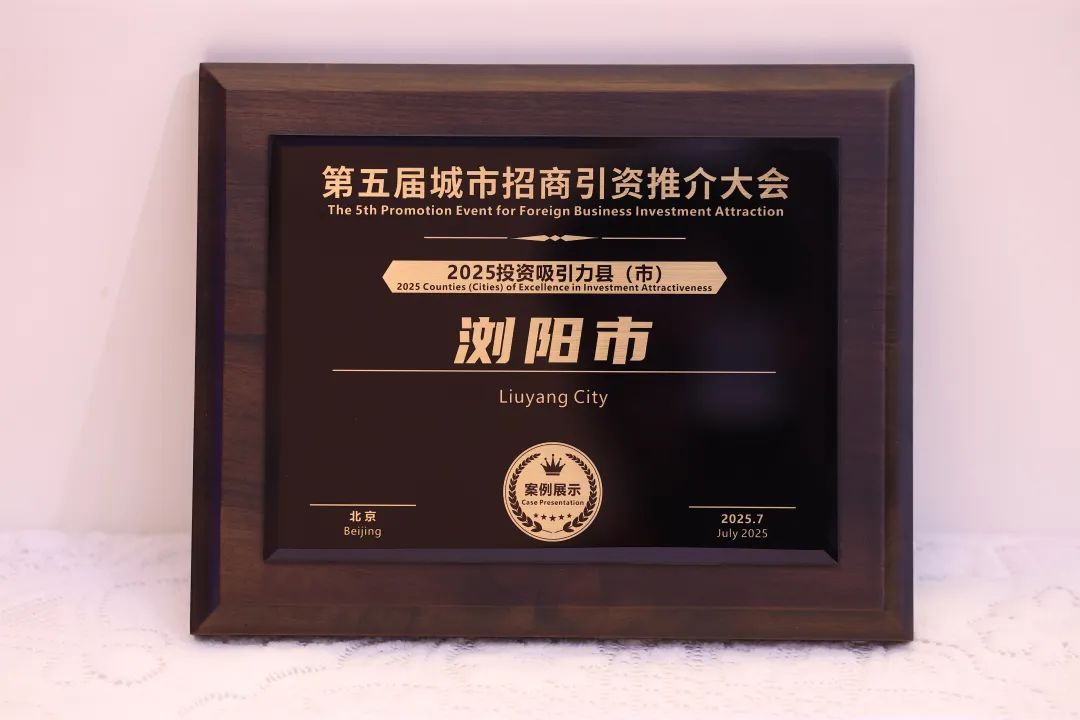 第五届城市招商引资推介大会
The 5th Promotion Event for Foreign Business Investment Attraction
2025投资吸引力县（市）
2025 Counties (Cities) of Excellence in Investment Attractiveness
浏阳市
Liuyang City
案例展示
Case Presentation
北京
Beijing
2025.7
July 2025